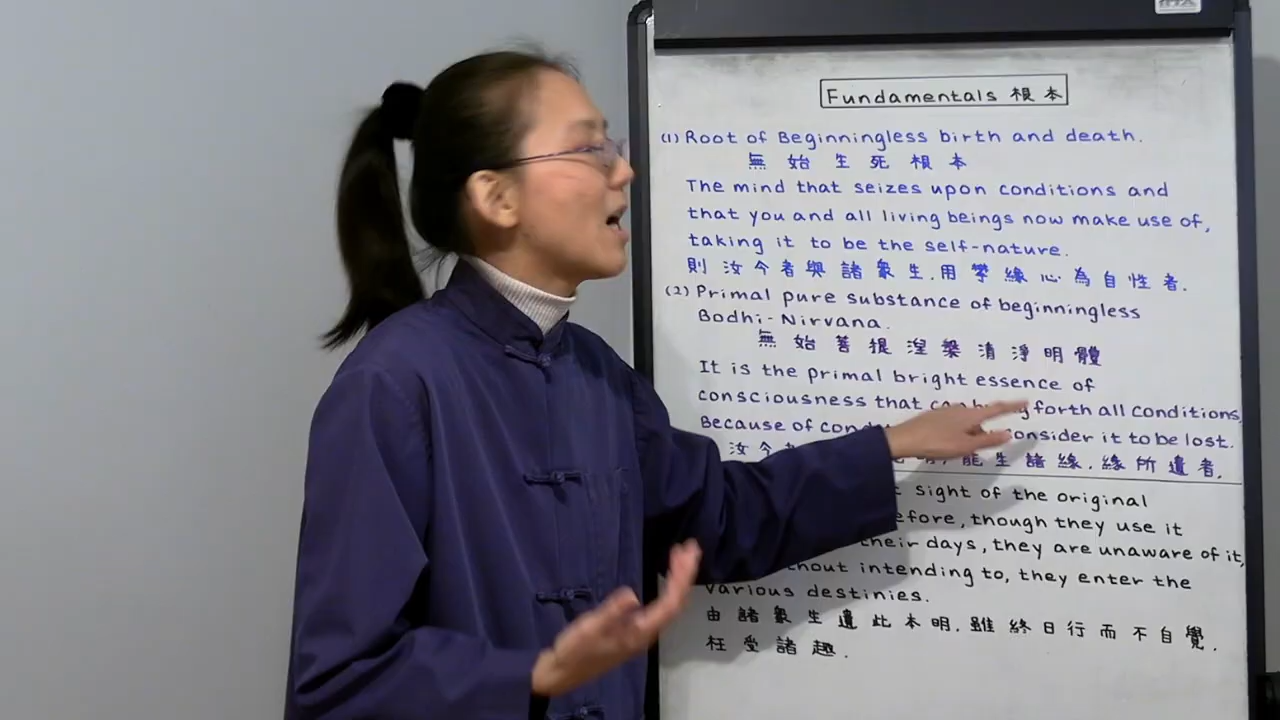 Fundamentals 根本
(1) Root of Beginningless birth and death.
無始生死根本
The mind that seizes upon conditions and
that you and all living beings now make use of,
taking it to be the self-nature.
則汝今者與諸眾生.用攀緣心為自性者.
(2) Primal pure substance of beginningless
Bodhi-Nirvana.
無始菩提涅槃清淨明體
It is the primal bright essence of
consciousness that forth all conditions,
Because of consider it to be lost.
汝今 能生諸緣.緣所遺者.
sight of the original
though they use it
their days, they are unaware of it,
intending to, they enter the
various destinies.
由諸眾生遺此本明.雖終日行而不自覺.
枉受諸趣.